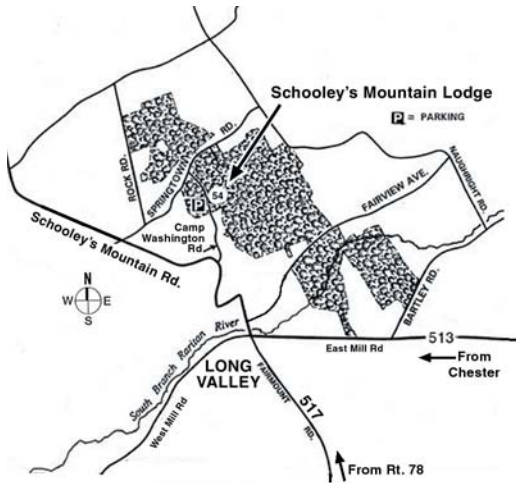 Schooley's Mountain Lodge
P = PARKING
ROCK RD.
SPRINGTOWN RD.
NAUGHRIGHT RD.
FAIRVIEW AVE.
54
P
Camp
Washington
Rd.
Schooley's Mountain Rd.
N
W E
S
BARTLEY RD.
513
East Mill Rd
From
Chester
South Branch Raritan River
LONG
VALLEY
West Mill Rd
FAIRMOUNT
RD.
517
From Rt. 78